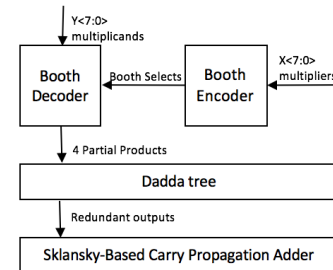 Y<7:0>
multiplicands
X<7:0>
multipliers
Booth
Decoder
Booth Selects
Booth
Encoder
4 Partial Products
Dadda tree
Redundant outputs
Sklansky-Based Carry Propagation Adder